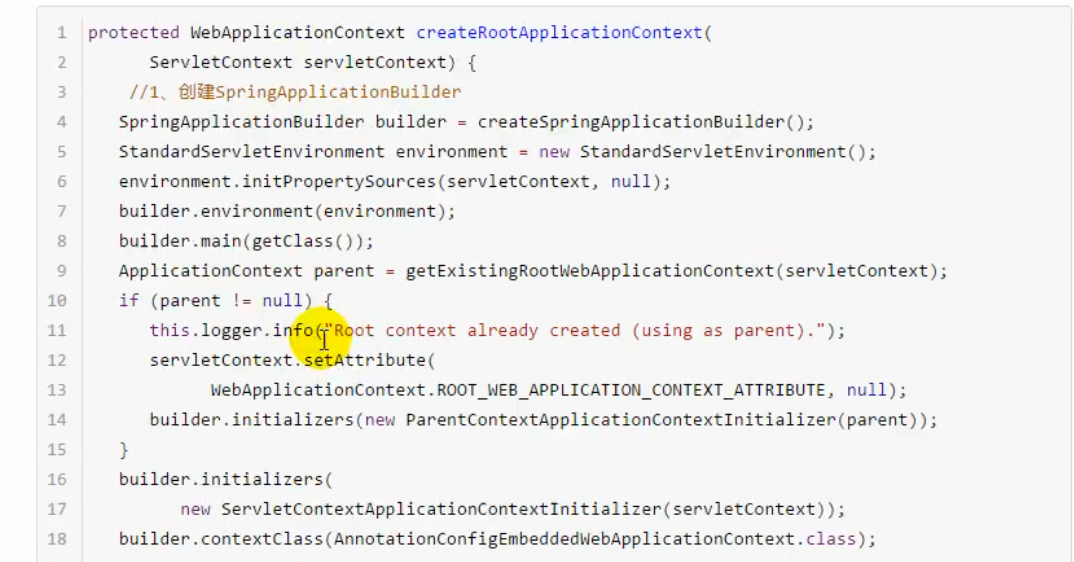 1 protected WebApplicationContext createRootApplicationContext(
2 ServletContext servletContext) {
3 //1、创建SpringApplicationBuilder
4 SpringApplicationBuilder builder = createSpringApplicationBuilder();
5 StandardServletEnvironment environment = new StandardServletEnvironment();
6 environment.initPropertySources(servletContext, null);
7 builder.environment(environment);
8 builder.main(getClass());
9 ApplicationContext parent = getExistingRootWebApplicationContext(servletContext);
10 if (parent != null) {
11 this.logger.info("Root context already created (using as parent).");
12 servletContext.setAttribute(
13 WebApplicationContext.ROOT_WEB_APPLICATION_CONTEXT_ATTRIBUTE, null);
14 builder.initializers(new ParentContextApplicationContextInitializer(parent));
15 }
16 builder.initializers(
17 new ServletContextApplicationContextInitializer(servletContext));
18 builder.contextClass(AnnotationConfigEmbeddedWebApplicationContext.class);